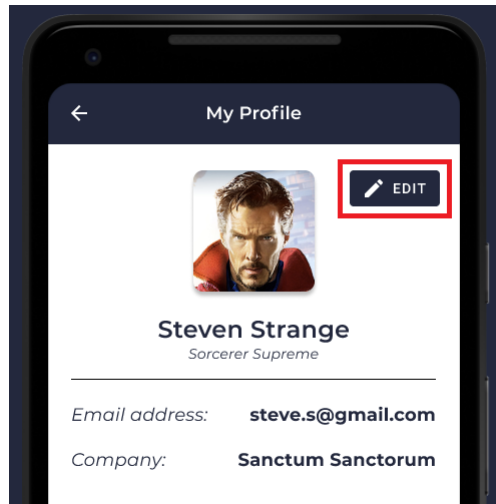 My Profile
EDIT
Steven Strange
Sorcerer Supreme
Email address: steve.s@gmail.com
Company: Sanctum Sanctorum